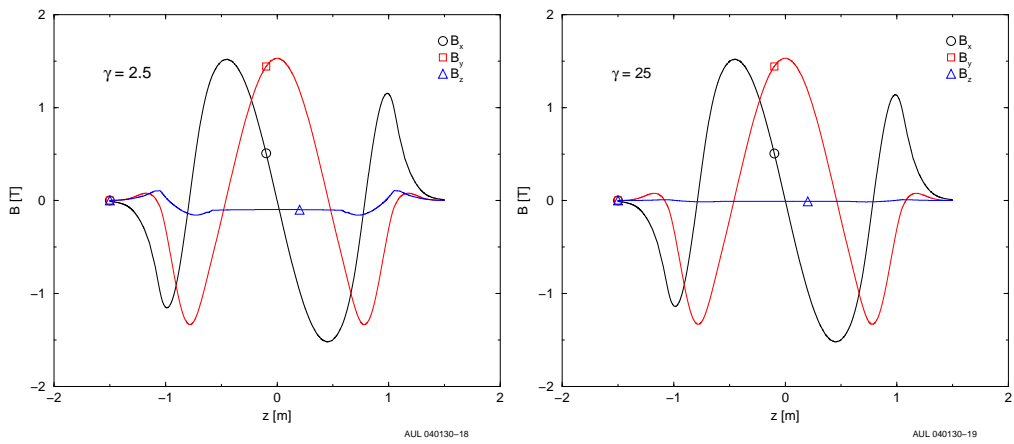 2
1
0
−1
−2
B [T]
γ = 2.5
B_x
B_y
B_z
−2
−1
0
1
2
z [m]
AUL 040130−18
2
1
0
−1
−2
B [T]
γ = 25
B_x
B_y
B_z
−2
−1
0
1
2
z [m]
AUL 040130−19